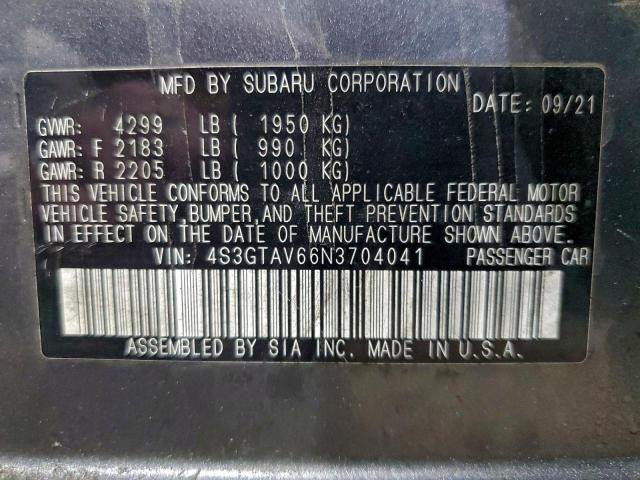 MFD BY SUBARU CORPORATION
DATE: 09/21
GVWR: 4299 LB ( 1950 KG)
GAWR: F 2183 LB ( 990 KG)
GAWR: R 2205 LB ( 1000 KG)
THIS VEHICLE CONFORMS TO ALL APPLICABLE FEDERAL MOTOR
VEHICLE SAFETY, BUMPER, AND THEFT PREVENTION STANDARDS
IN EFFECT ON THE DATE OF MANUFACTURE SHOWN ABOVE.
VIN: 4S3GTAV66N3704041 PASSENGER CAR
ASSEMBLED BY SIA INC. MADE IN U.S.A.